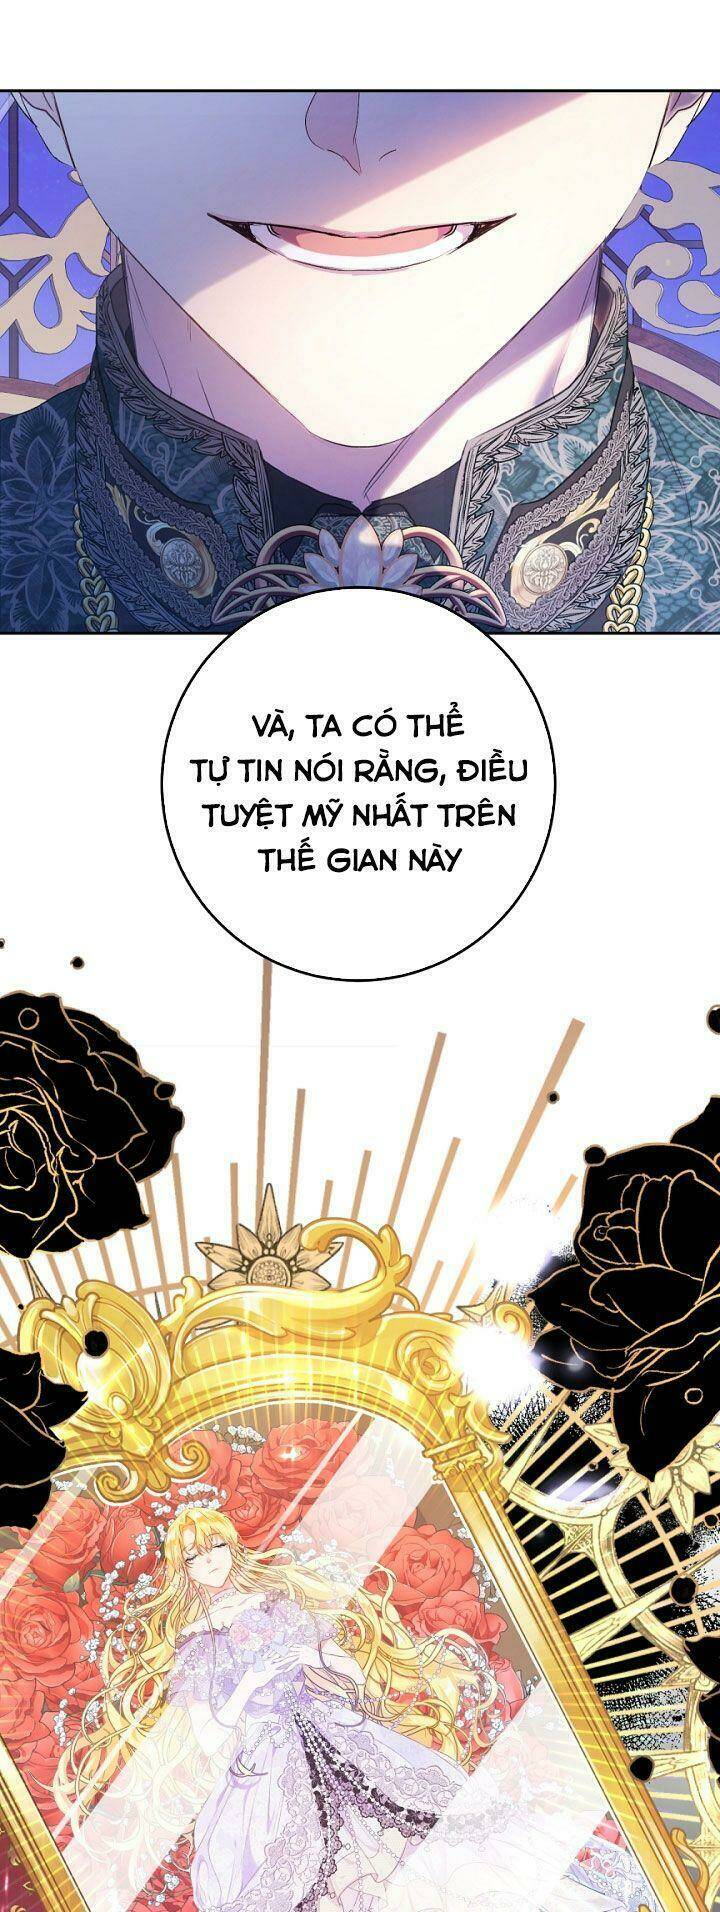 VÀ, TA CÓ THỂ
TỰ TIN NÓI RẰNG, ĐIỀU
TUYỆT MỸ NHẤT TRÊN
THẾ GIAN NÀY